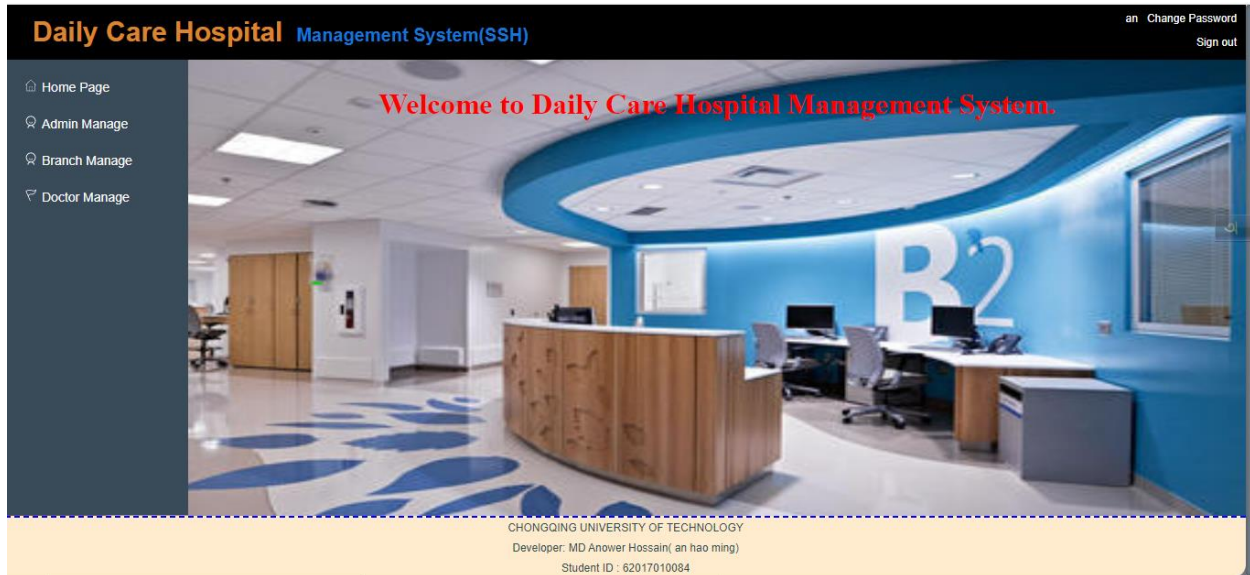 Daily Care Hospital Management System(SSH)
an Change Password
Sign out
Home Page
Admin Manage
Branch Manage
Doctor Manage
Welcome to Daily Care Hospital Management System.
B2
CHONGQING UNIVERSITY OF TECHNOLOGY
Developer: MD Anower Hossain( an hao ming)
Student ID : 62017010084